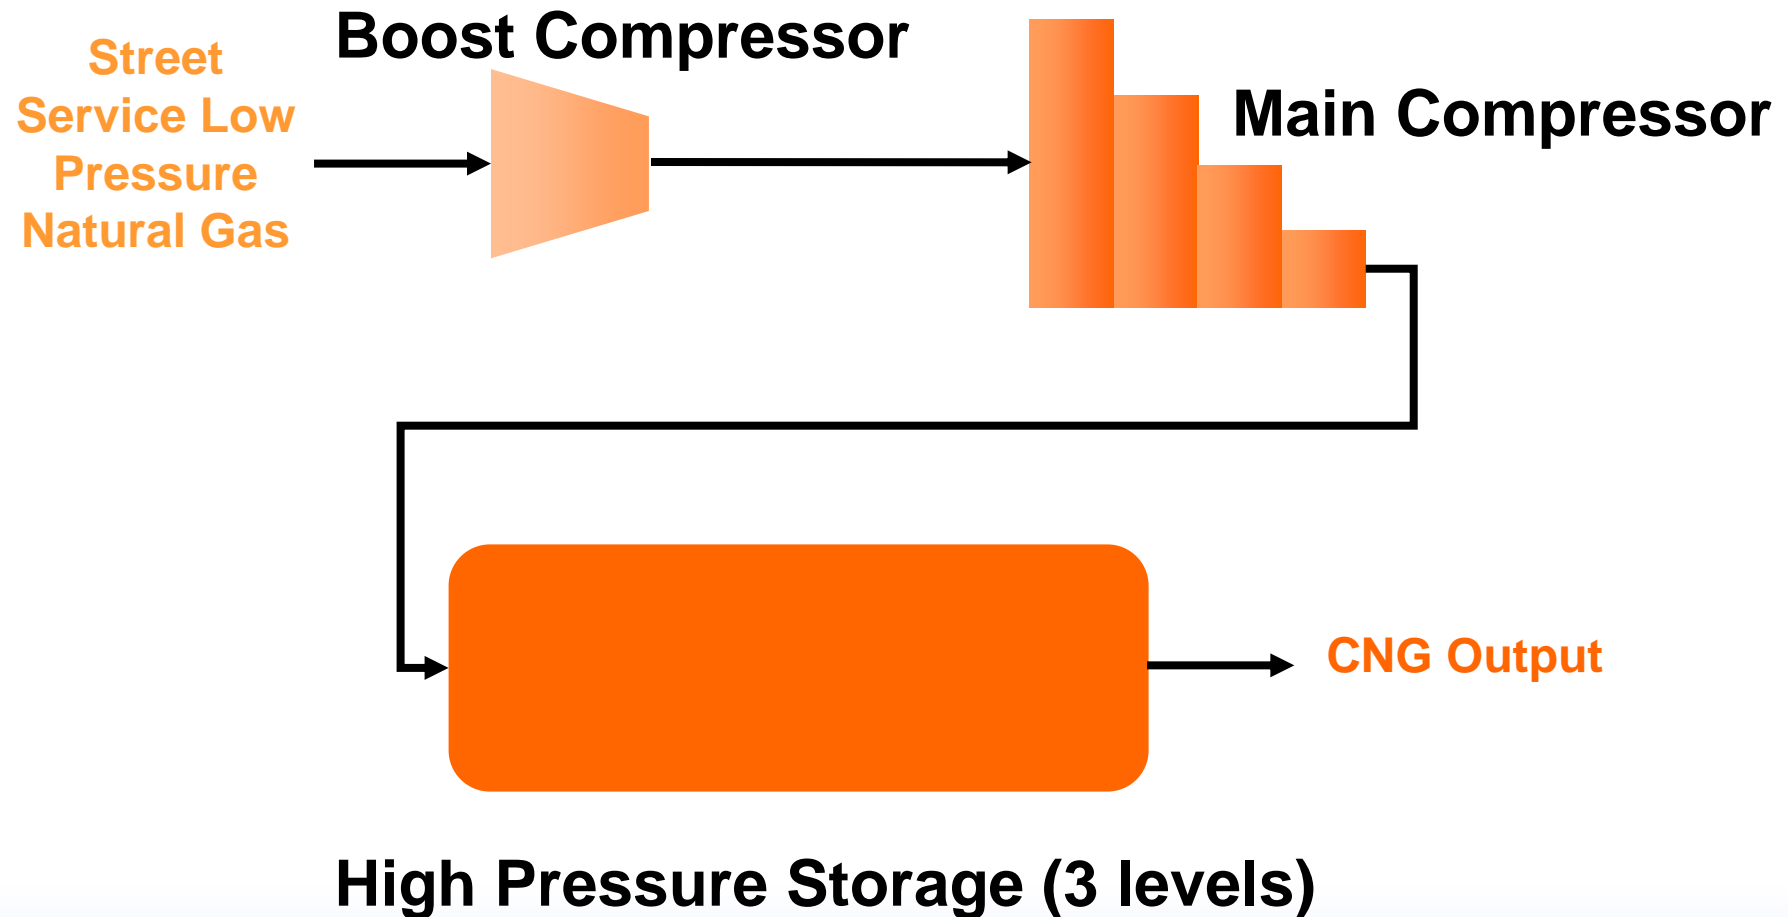 Boost Compressor
Street
Service Low
Pressure
Natural Gas
Main Compressor
CNG Output
High Pressure Storage (3 levels)